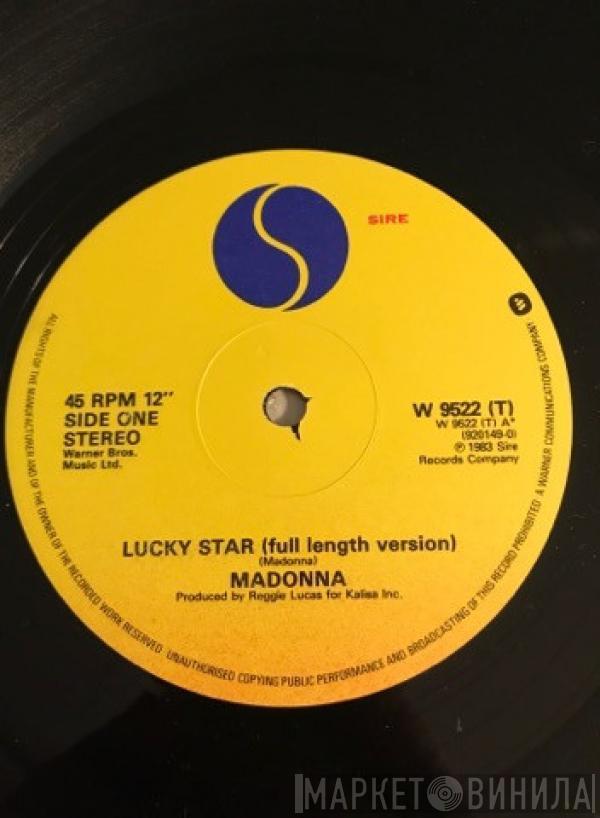 SIRE
45 RPM 12"
SIDE ONE
STEREO
Warner Bros.
Music Ltd.
W 9522 (T)
W 9522 (T) A*
(920149-0)
℗ 1983 Sire
Records Company
LUCKY STAR (full length version)
(Madonna)
MADONNA
Produced by Reggie Lucas for Kalisa Inc.
ALL RIGHTS OF THE MANUFACTURER AND OF THE OWNER OF THE RECORDED WORK RESERVED. UNAUTHORISED COPYING PUBLIC PERFORMANCE AND BROADCASTING OF THIS RECORD PROHIBITED A WARNER COMMUNICATIONS COMPANY
МАРКЕТ ВИНИЛА